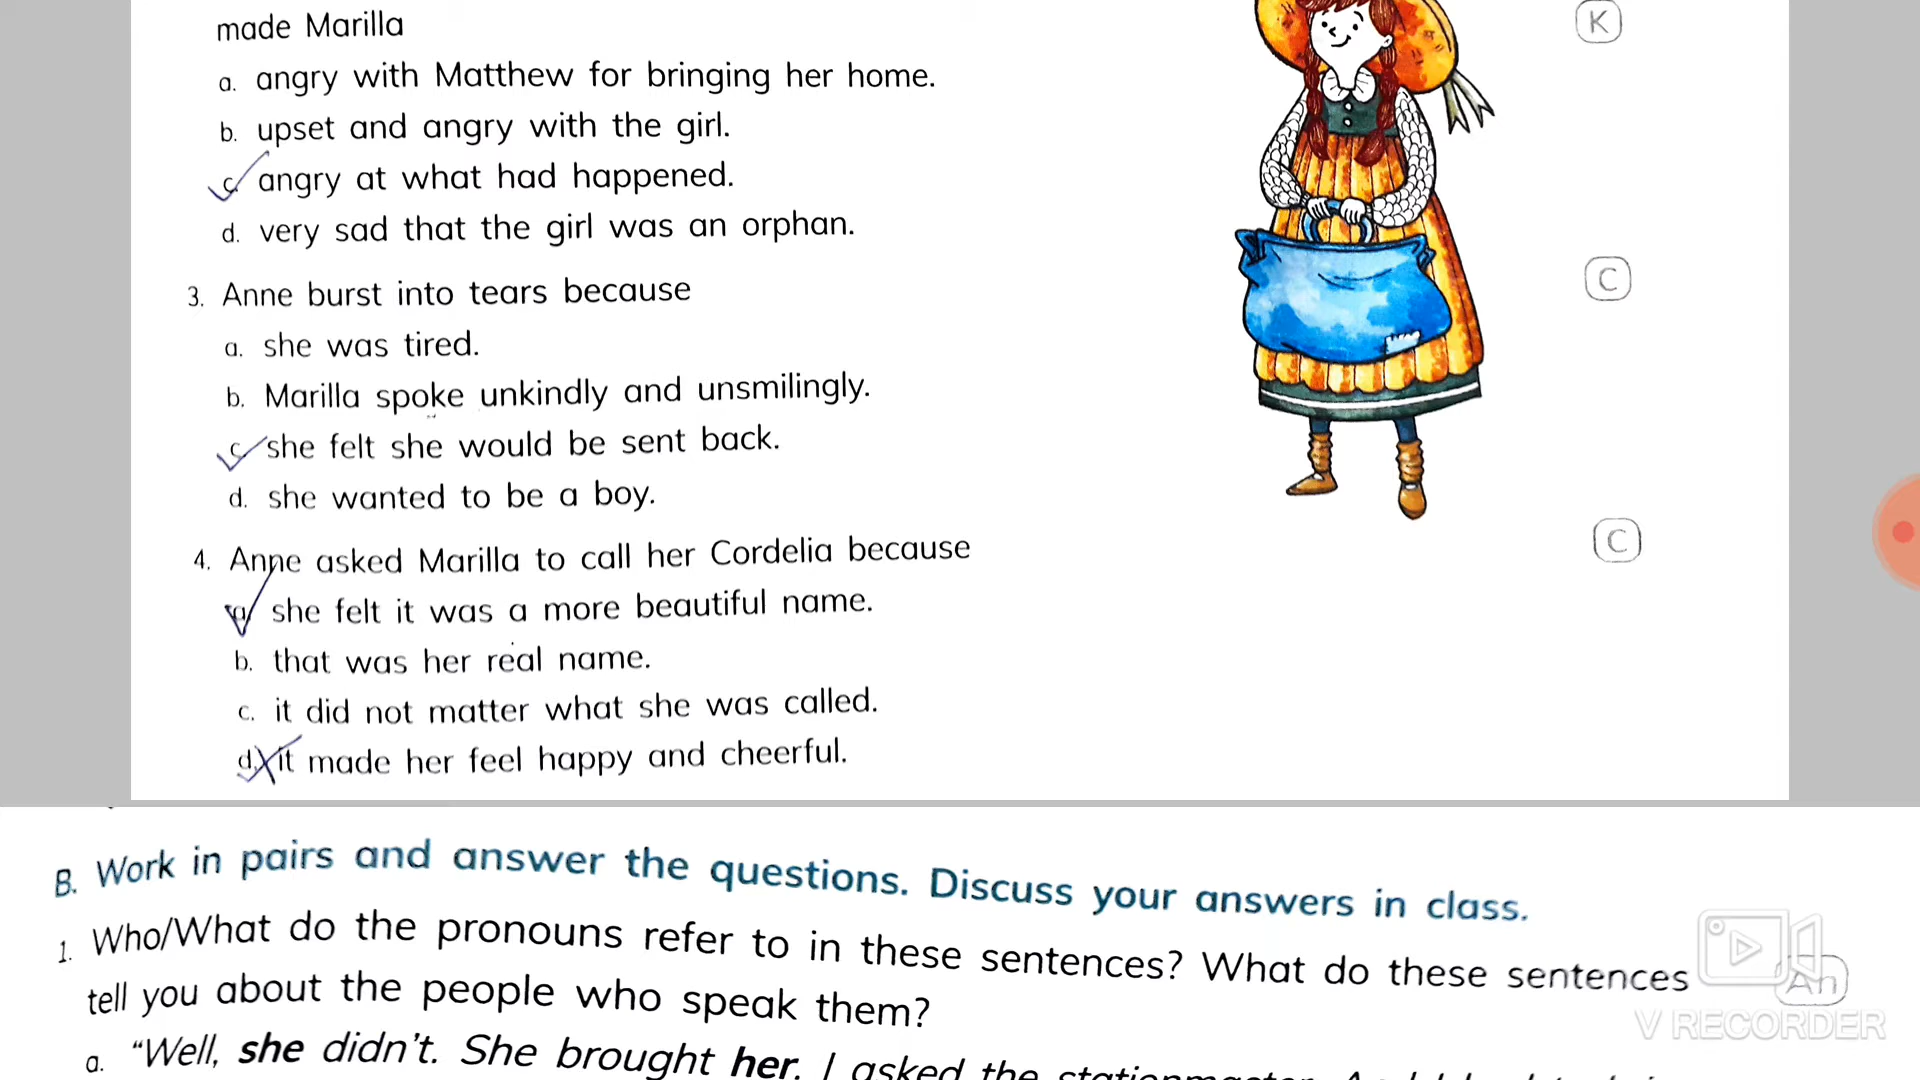 made Marilla
K
a. angry with Matthew for bringing her home.
b. upset and angry with the girl.
c. angry at what had happened.
d. very sad that the girl was an orphan.
3. Anne burst into tears because
C
a. she was tired.
b. Marilla spoke unkindly and unsmilingly.
c. she felt she would be sent back.
d. she wanted to be a boy.
4. Anne asked Marilla to call her Cordelia because
C
a. she felt it was a more beautiful name.
b. that was her real name.
c. it did not matter what she was called.
d. it made her feel happy and cheerful.
B. Work in pairs and answer the questions. Discuss your answers in class.
1. Who/What do the pronouns refer to in these sentences? What do these sentences
tell you about the people who speak them?
An
V RECORDER
a. "Well, she didn't. She brought her. I asked the stationmaster.